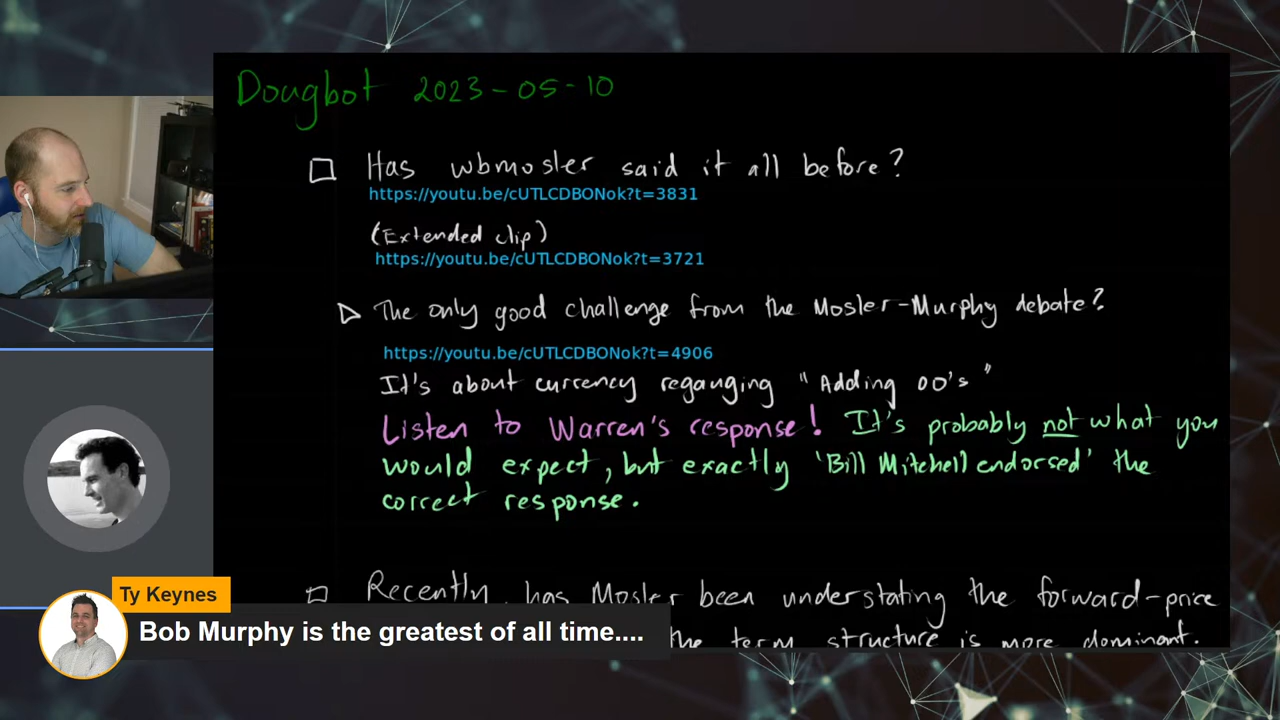 Dougbot 2023-05-10
Has wbmosler said it all before?
https://youtu.be/cUTLCDBONok?t=3831
(Extended clip)
https://youtu.be/cUTLCDBONok?t=3721
The only good challenge from the Mosler-Murphy debate?
https://youtu.be/cUTLCDBONok?t=4906
It's about currency regauging "Adding 00's"
Listen to Warren's response! It's probably not what you
would expect, but exactly 'Bill Mitchell endorsed' the
correct response.
Recently, has Mosler been understating the forward-price
the term structure is more dominant.
Ty Keynes
Bob Murphy is the greatest of all time....